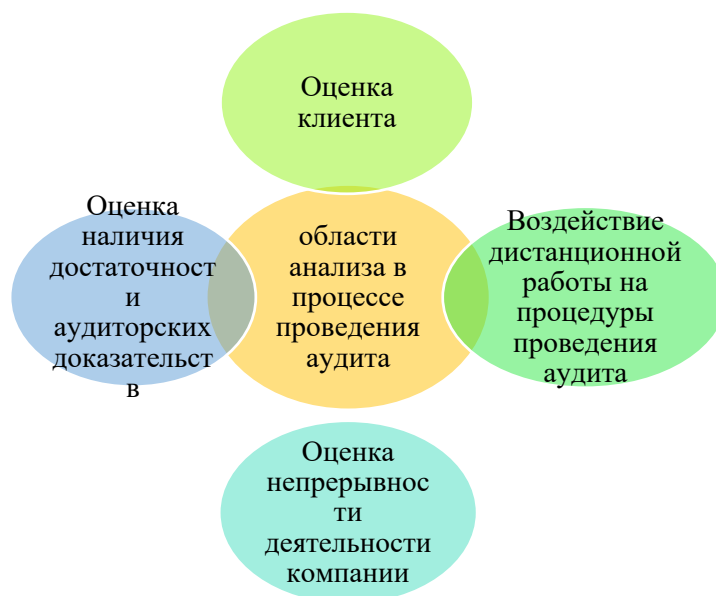 Оценка
клиента
Оценка
наличия
достаточност
и
аудиторских
доказательст
в
области
анализа в
процессе
проведения
аудита
Воздействие
дистанционной
работы на
процедуры
проведения
аудита
Оценка
непрерывнос
ти
деятельности
компании